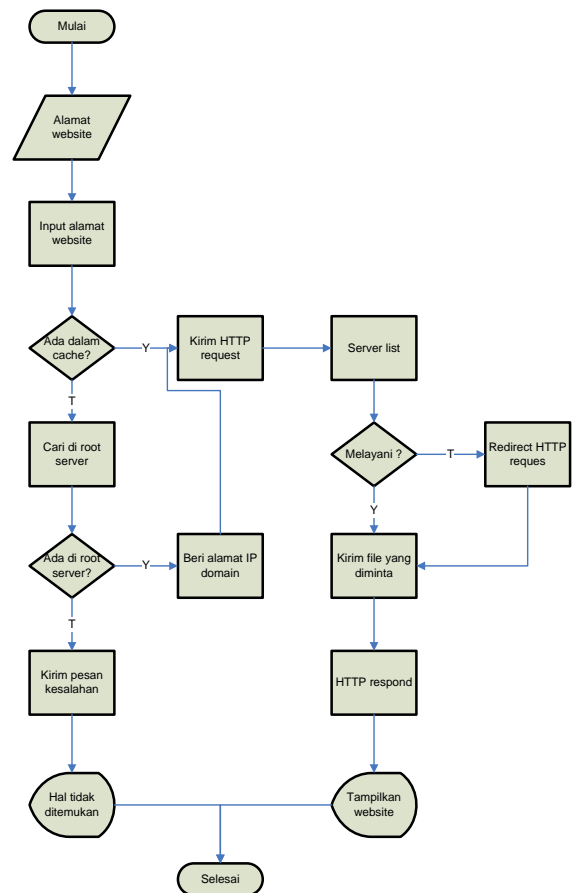 Mulai
Alamat
website
Input alamat
website
Ada dalam
cache?
Y
Kirim HTTP
request
Server list
T
Cari di root
server
Melayani ?
T
Redirect HTTP
reques
Y
Ada di root
server?
Y
Beri alamat IP
domain
Kirim file yang
diminta
T
Kirim pesan
kesalahan
HTTP respond
Hal tidak
ditemukan
Tampilkan
website
Selesai